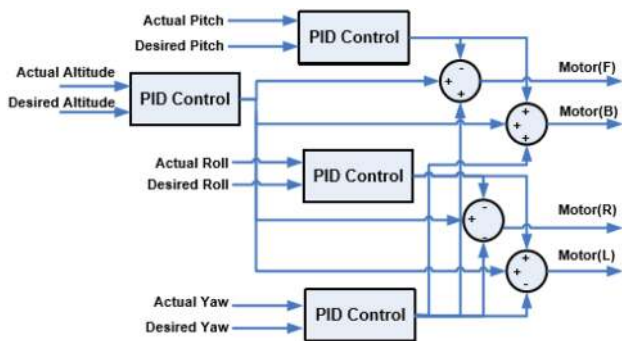 Actual Pitch
Desired Pitch
PID Control
Actual Altitude
Desired Altitude
PID Control
-
+
+
Motor(F)
+
+
+
Motor(B)
Actual Roll
Desired Roll
PID Control
-
+
-
Motor(R)
+
+
-
Motor(L)
Actual Yaw
Desired Yaw
PID Control